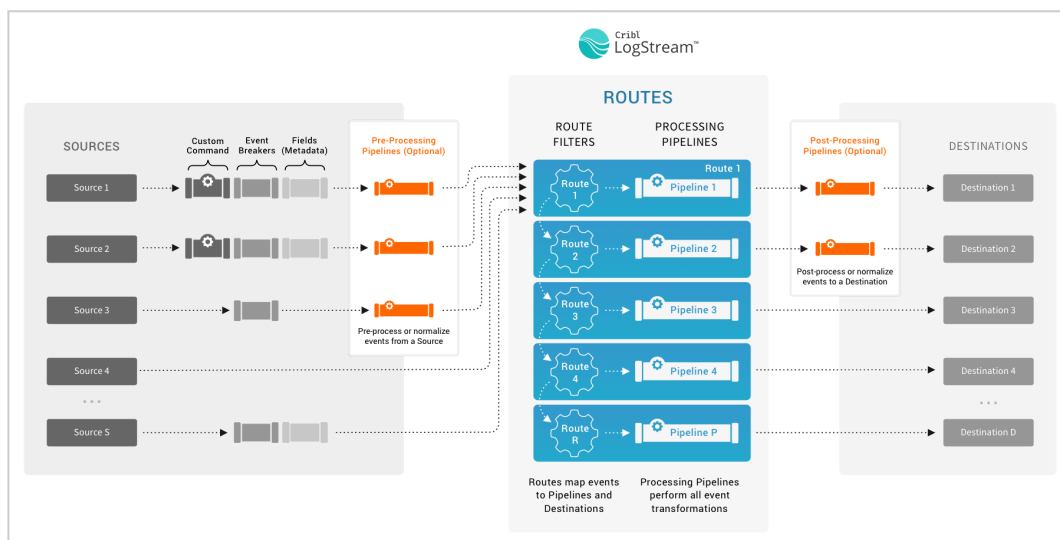 Cribl
LogStream™
ROUTES
SOURCES
Custom
Command
Event
Breakers
Fields
(Metadata)
Pre-Processing
Pipelines (Optional)
ROUTE
FILTERS
PROCESSING
PIPELINES
Post-Processing
Pipelines (Optional)
DESTINATIONS
Source 1
Route
1
Pipeline 1
Route 1
Destination 1
Source 2
Route
2
Pipeline 2
Destination 2
Post-process or normalize
events to a Destination
Source 3
Route
3
Pipeline 3
Destination 3
Pre-process or normalize
events from a Source
Source 4
Route
4
Pipeline 4
Destination 4
...
...
Source S
Route
R
Pipeline P
Destination D
Routes map events
to Pipelines and
Destinations
Processing Pipelines
perform all event
transformations